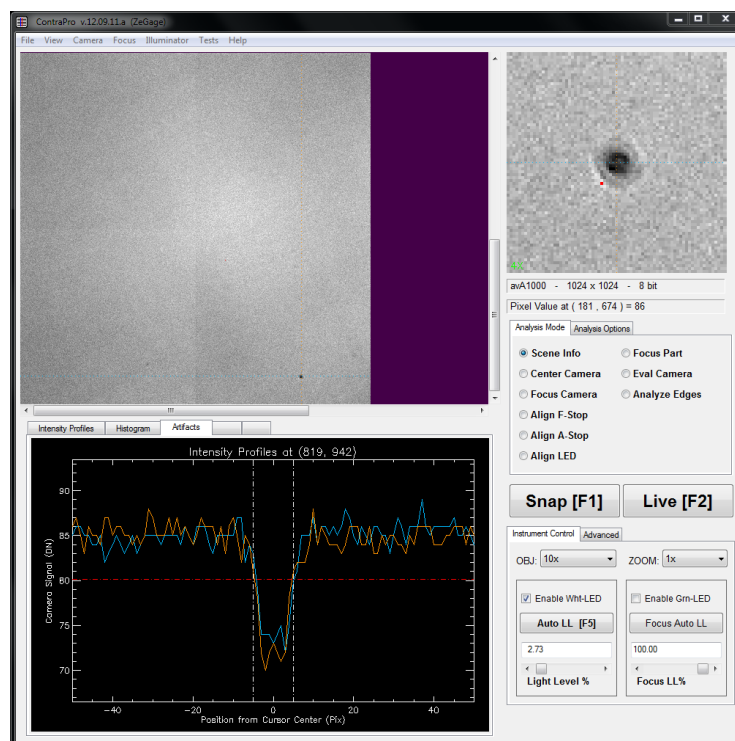 ContraPro v.12.09.11.a (ZeGage)
File View Camera Focus Illuminator Tests Help
avA1000 - 1024 x 1024 - 8 bit
Pixel Value at ( 181 , 674 ) = 86
Analysis Mode Analysis Options
Scene Info Focus Part
Center Camera Eval Camera
Focus Camera Analyze Edges
Align F-Stop
Align A-Stop
Align LED
Intensity Profiles Histogram Artifacts
Intensity Profiles at (819, 942)
90
85
80
75
70
Camera Signal (DN)
-40 -20 0 20 40
Position from Cursor Center (Pix)
Snap [F1] Live [F2]
Instrument Control Advanced
OBJ: 10x ZOOM: 1x
Enable Wht-LED Enable Grn-LED
Auto LL [F5] Focus Auto LL
2.73 100.00
Light Level % Focus LL%